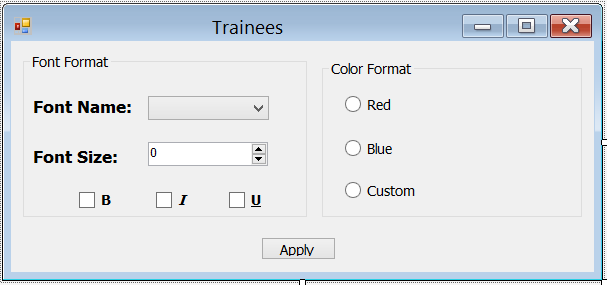 Trainees
Font Format
Font Name:
Font Size:
0
B
I
U
Color Format
Red
Blue
Custom
Apply